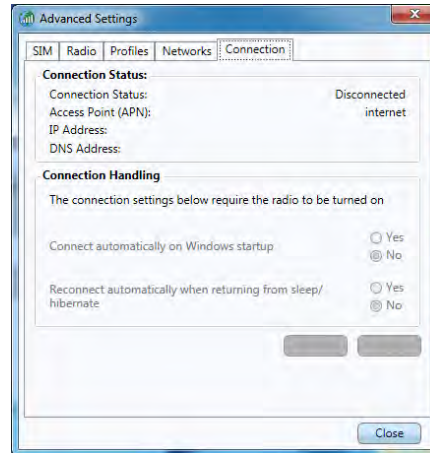 Advanced Settings
SIM Radio Profiles Networks Connection
Connection Status:
Connection Status: Disconnected
Access Point (APN): internet
IP Address:
DNS Address:
Connection Handling
The connection settings below require the radio to be turned on
Connect automatically on Windows startup
Yes
No
Reconnect automatically when returning from sleep/
hibernate
Yes
No
Close